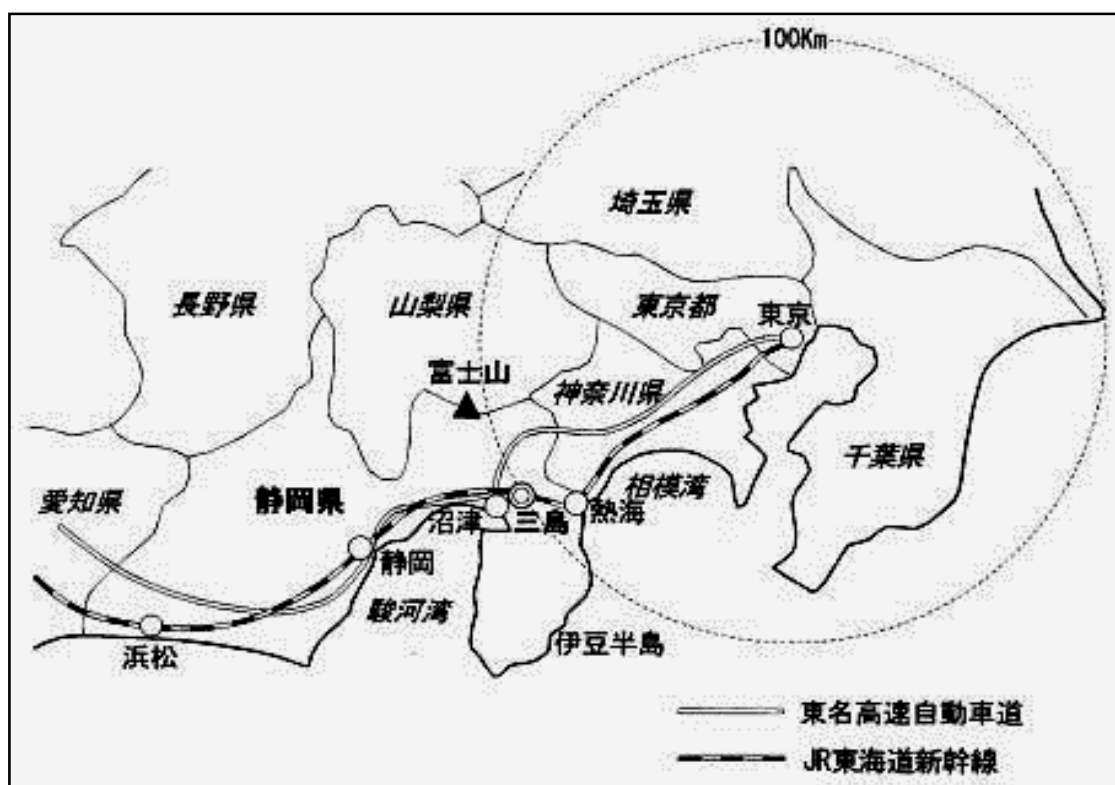 100Km
埼玉県
長野県
山梨県
東京都
東京
富士山
神奈川県
千葉県
愛知県
静岡県
相模湾
沼津
三島
熱海
静岡
駿河湾
伊豆半島
浜松
東名高速自動車道
JR東海道新幹線